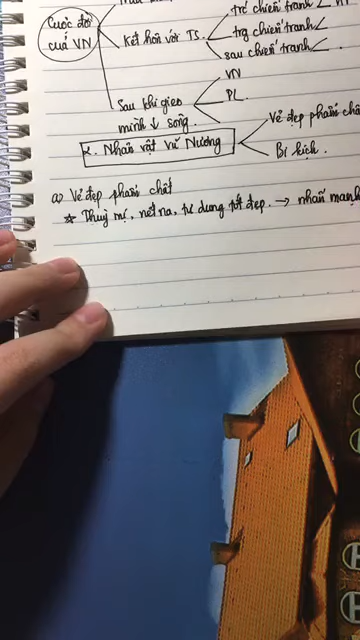 Cuộc đời
của VN
Kết hôn với TS
trc chiến tranh
trg chiến tranh
sau chiến tranh
Sau khi gieo
mình ↓ sông
VN
PL
Nhân vật Vũ Nương
Vẻ đẹp phẩm chấ
Bi kịch.
a) Vẻ đẹp phẩm chất
* Thuỳ mị, nết na, tư dung tốt đẹp. → nhấn mạnh